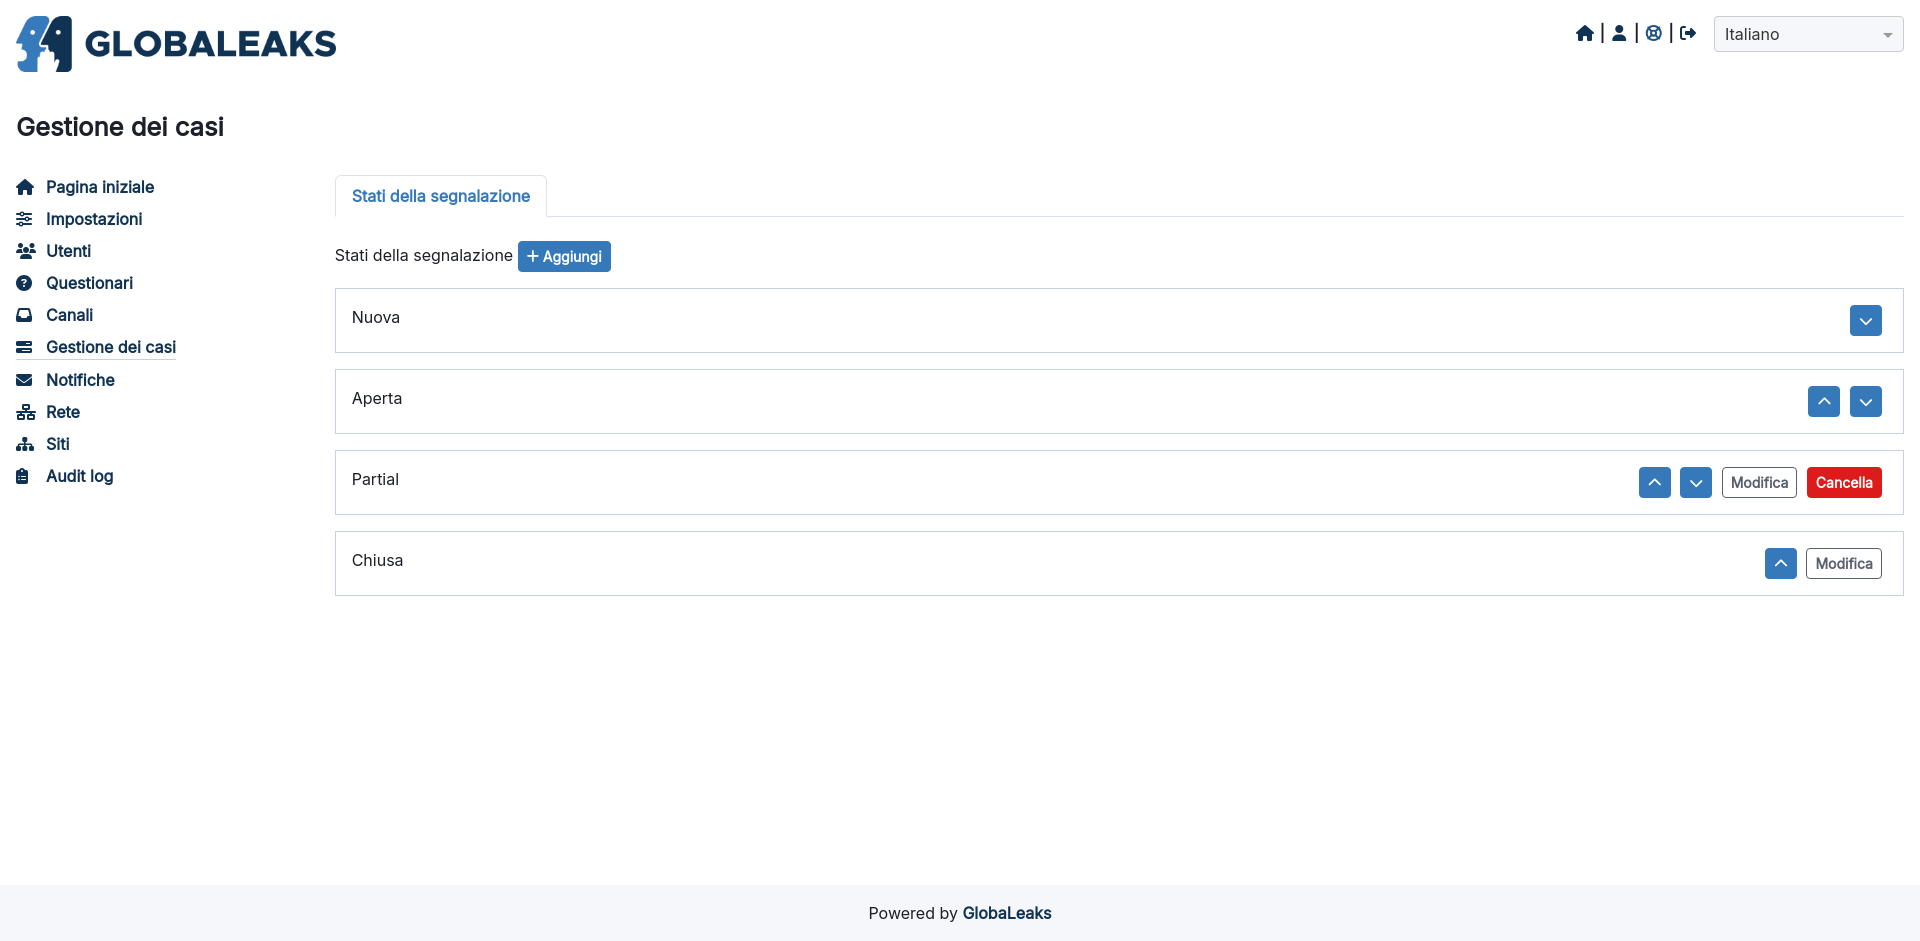 GLOBALEAKS
Italiano
Gestione dei casi
Pagina iniziale
Impostazioni
Utenti
Questionari
Canali
Gestione dei casi
Notifiche
Rete
Siti
Audit log
Stati della segnalazione
Stati della segnalazione + Aggiungi
Nuova
Aperta
Partial Modifica Cancella
Chiusa Modifica
Powered by GlobaLeaks